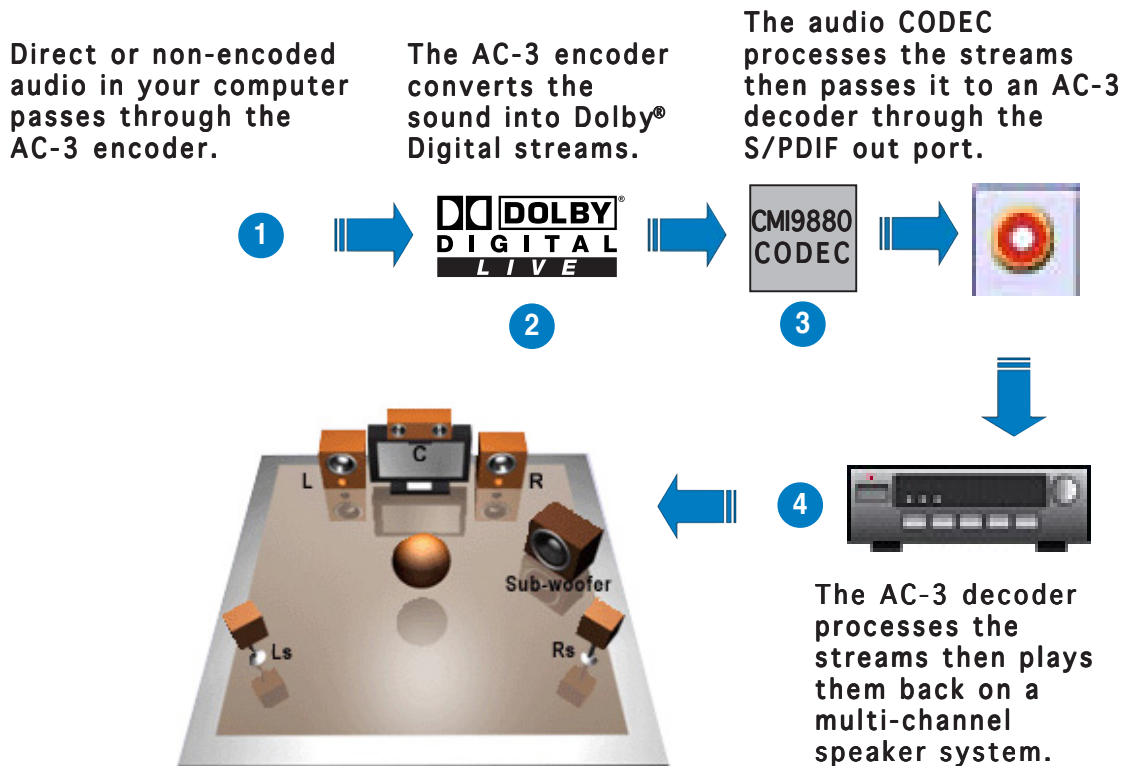 Direct or non-encoded
audio in your computer
passes through the
AC-3 encoder.
The AC-3 encoder
converts the
sound into Dolby®
Digital streams.
The audio CODEC
processes the streams
then passes it to an AC-3
decoder through the
S/PDIF out port.
1
DOLBY®
DIGITAL
LIVE
CMI9880
CODEC
2
3
C
L
R
Sub-woofer
Ls
Rs
4
The AC-3 decoder
processes the
streams then plays
them back on a
multi-channel
speaker system.